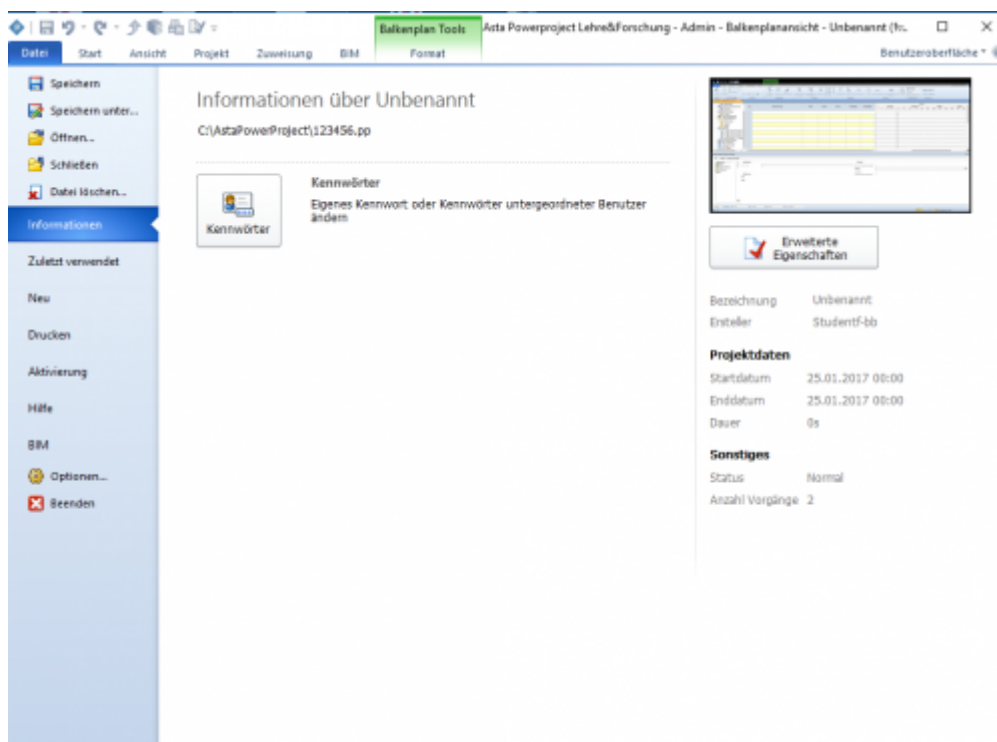 Balkenplan Tools
Asta Powerproject Lehre&Forschung - Admin - Balkenplanansicht - Unbenannt
Datei Start Ansicht Projekt Zuweisung BIM Format Benutzeroberfläche
Speichern
Speichern unter...
Öffnen...
Schließen
Datei löschen...
Informationen
Zuletzt verwendet
Neu
Drucken
Aktivierung
Hilfe
BIM
Optionen...
Beenden
Informationen über Unbenannt
C:\AstaPowerProject\123456.pp
Kennwörter
Kennwörter
Eigenes Kennwort oder Kennwörter untergeordneter Benutzer
ändern
Erweiterte
Eigenschaften
Bezeichnung Unbenannt
Ersteller Studentf-bb
Projektdaten
Startdatum 25.01.2017 00:00
Enddatum 25.01.2017 00:00
Dauer 0s
Sonstiges
Status Normal
Anzahl Vorgänge 2